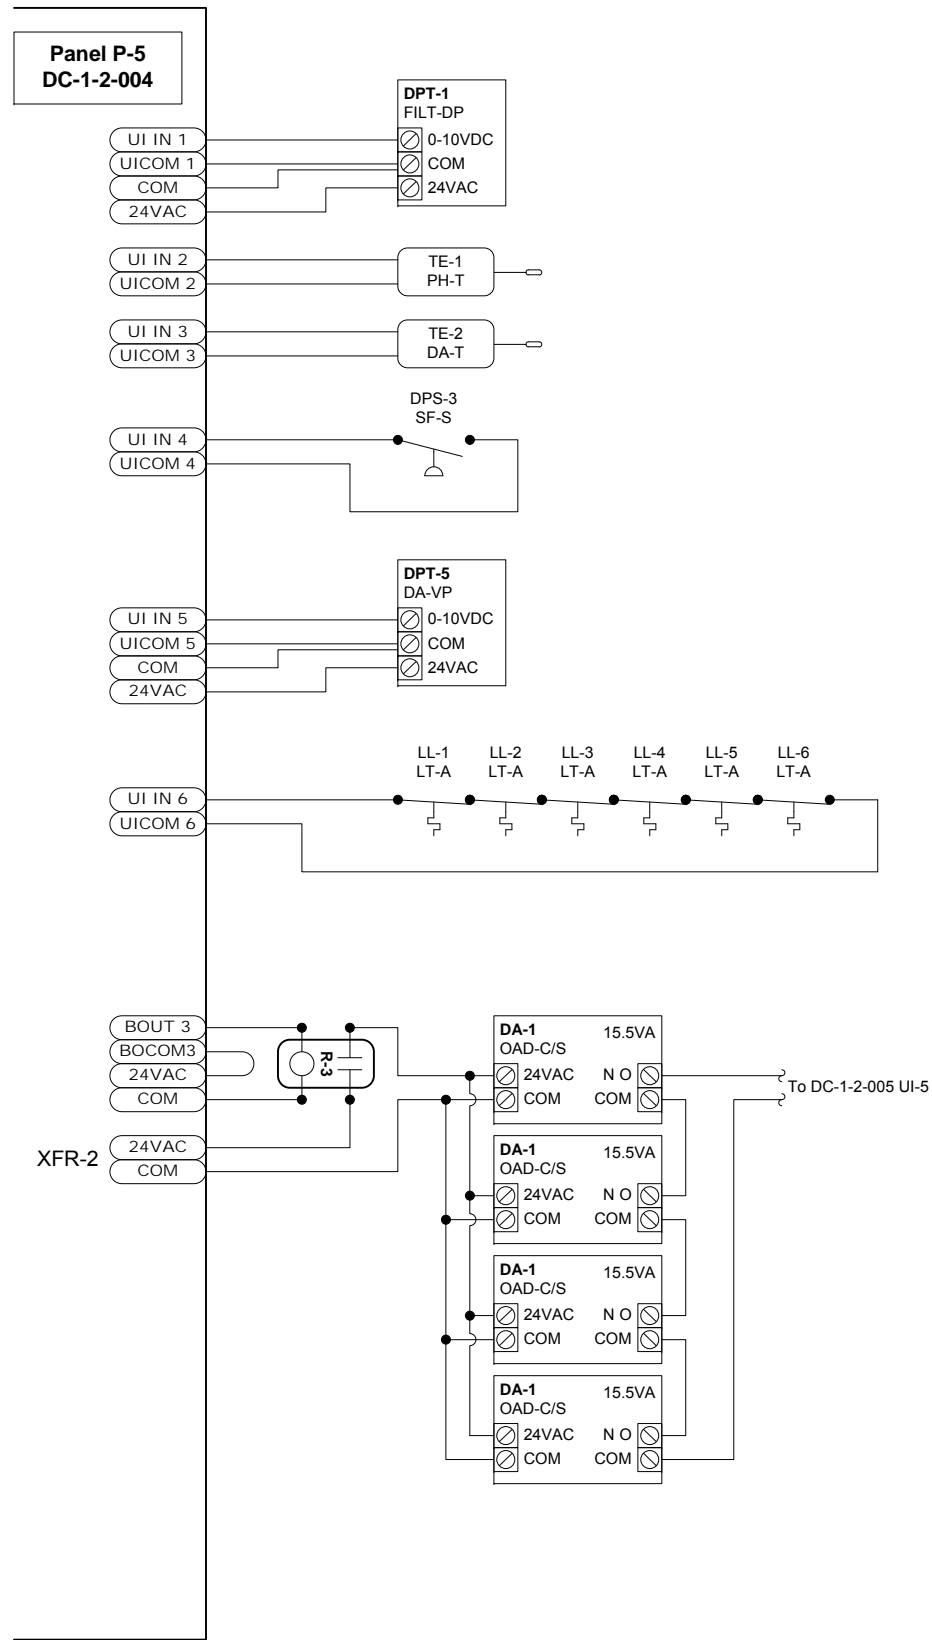 Panel P-5
DC-1-2-004
DPT-1
FILT-DP
UI IN 1
0-10VDC
UICOM 1
COM
COM
24VAC
24VAC
UI IN 2
UICOM 2
TE-1
PH-T
UI IN 3
UICOM 3
TE-2
DA-T
DPS-3
SF-S
UI IN 4
UICOM 4
DPT-5
DA-VP
UI IN 5
0-10VDC
UICOM 5
COM
COM
24VAC
24VAC
LL-1 LL-2 LL-3 LL-4 LL-5 LL-6
LT-A LT-A LT-A LT-A LT-A LT-A
UI IN 6
UICOM 6
BOUT 3
BOCOM3
24VAC
COM
R-3
XFR-2
24VAC
COM
DA-1 15.5VA
OAD-C/S
24VAC N O
COM COM
To DC-1-2-005 UI-5
DA-1 15.5VA
OAD-C/S
24VAC N O
COM COM
DA-1 15.5VA
OAD-C/S
24VAC N O
COM COM
DA-1 15.5VA
OAD-C/S
24VAC N O
COM COM